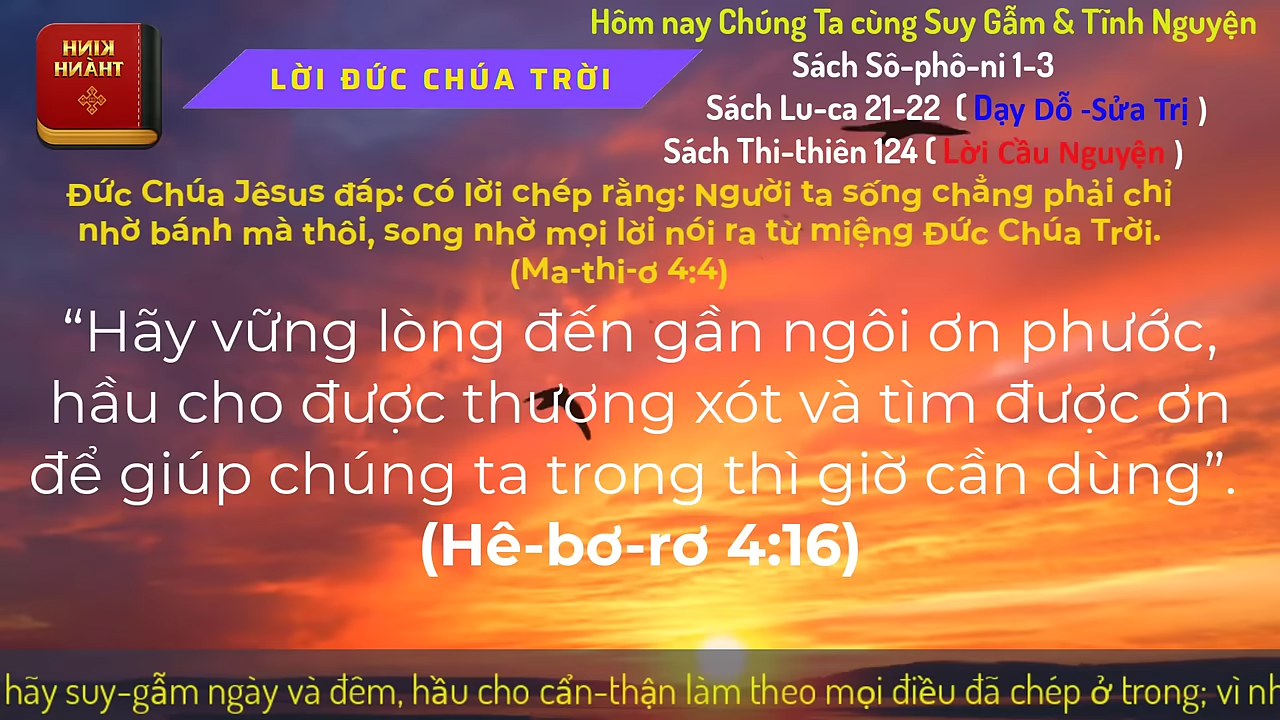 KINH
THÀNH
LỜI ĐỨC CHÚA TRỜI
Hôm nay Chúng Ta cùng Suy Gẫm & Tĩnh Nguyện
Sách Sô-phô-ni 1-3
Sách Lu-ca 21-22 ( Dạy Dỗ -Sửa Trị )
Sách Thi-thiên 124 ( Lời Cầu Nguyện )
Đức Chúa Jêsus đáp: Có lời chép rằng: Người ta sống chẳng phải chỉ
nhờ bánh mà thôi, song nhờ mọi lời nói ra từ miệng Đức Chúa Trời.
(Ma-thi-ơ 4:4)
“Hãy vững lòng đến gần ngôi ơn phước,
hầu cho được thương xót và tìm được ơn
để giúp chúng ta trong thì giờ cần dùng”.
(Hê-bơ-rơ 4:16)
hãy suy-gẫm ngày và đêm, hầu cho cẩn-thận làm theo mọi điều đã chép ở trong; vì nh